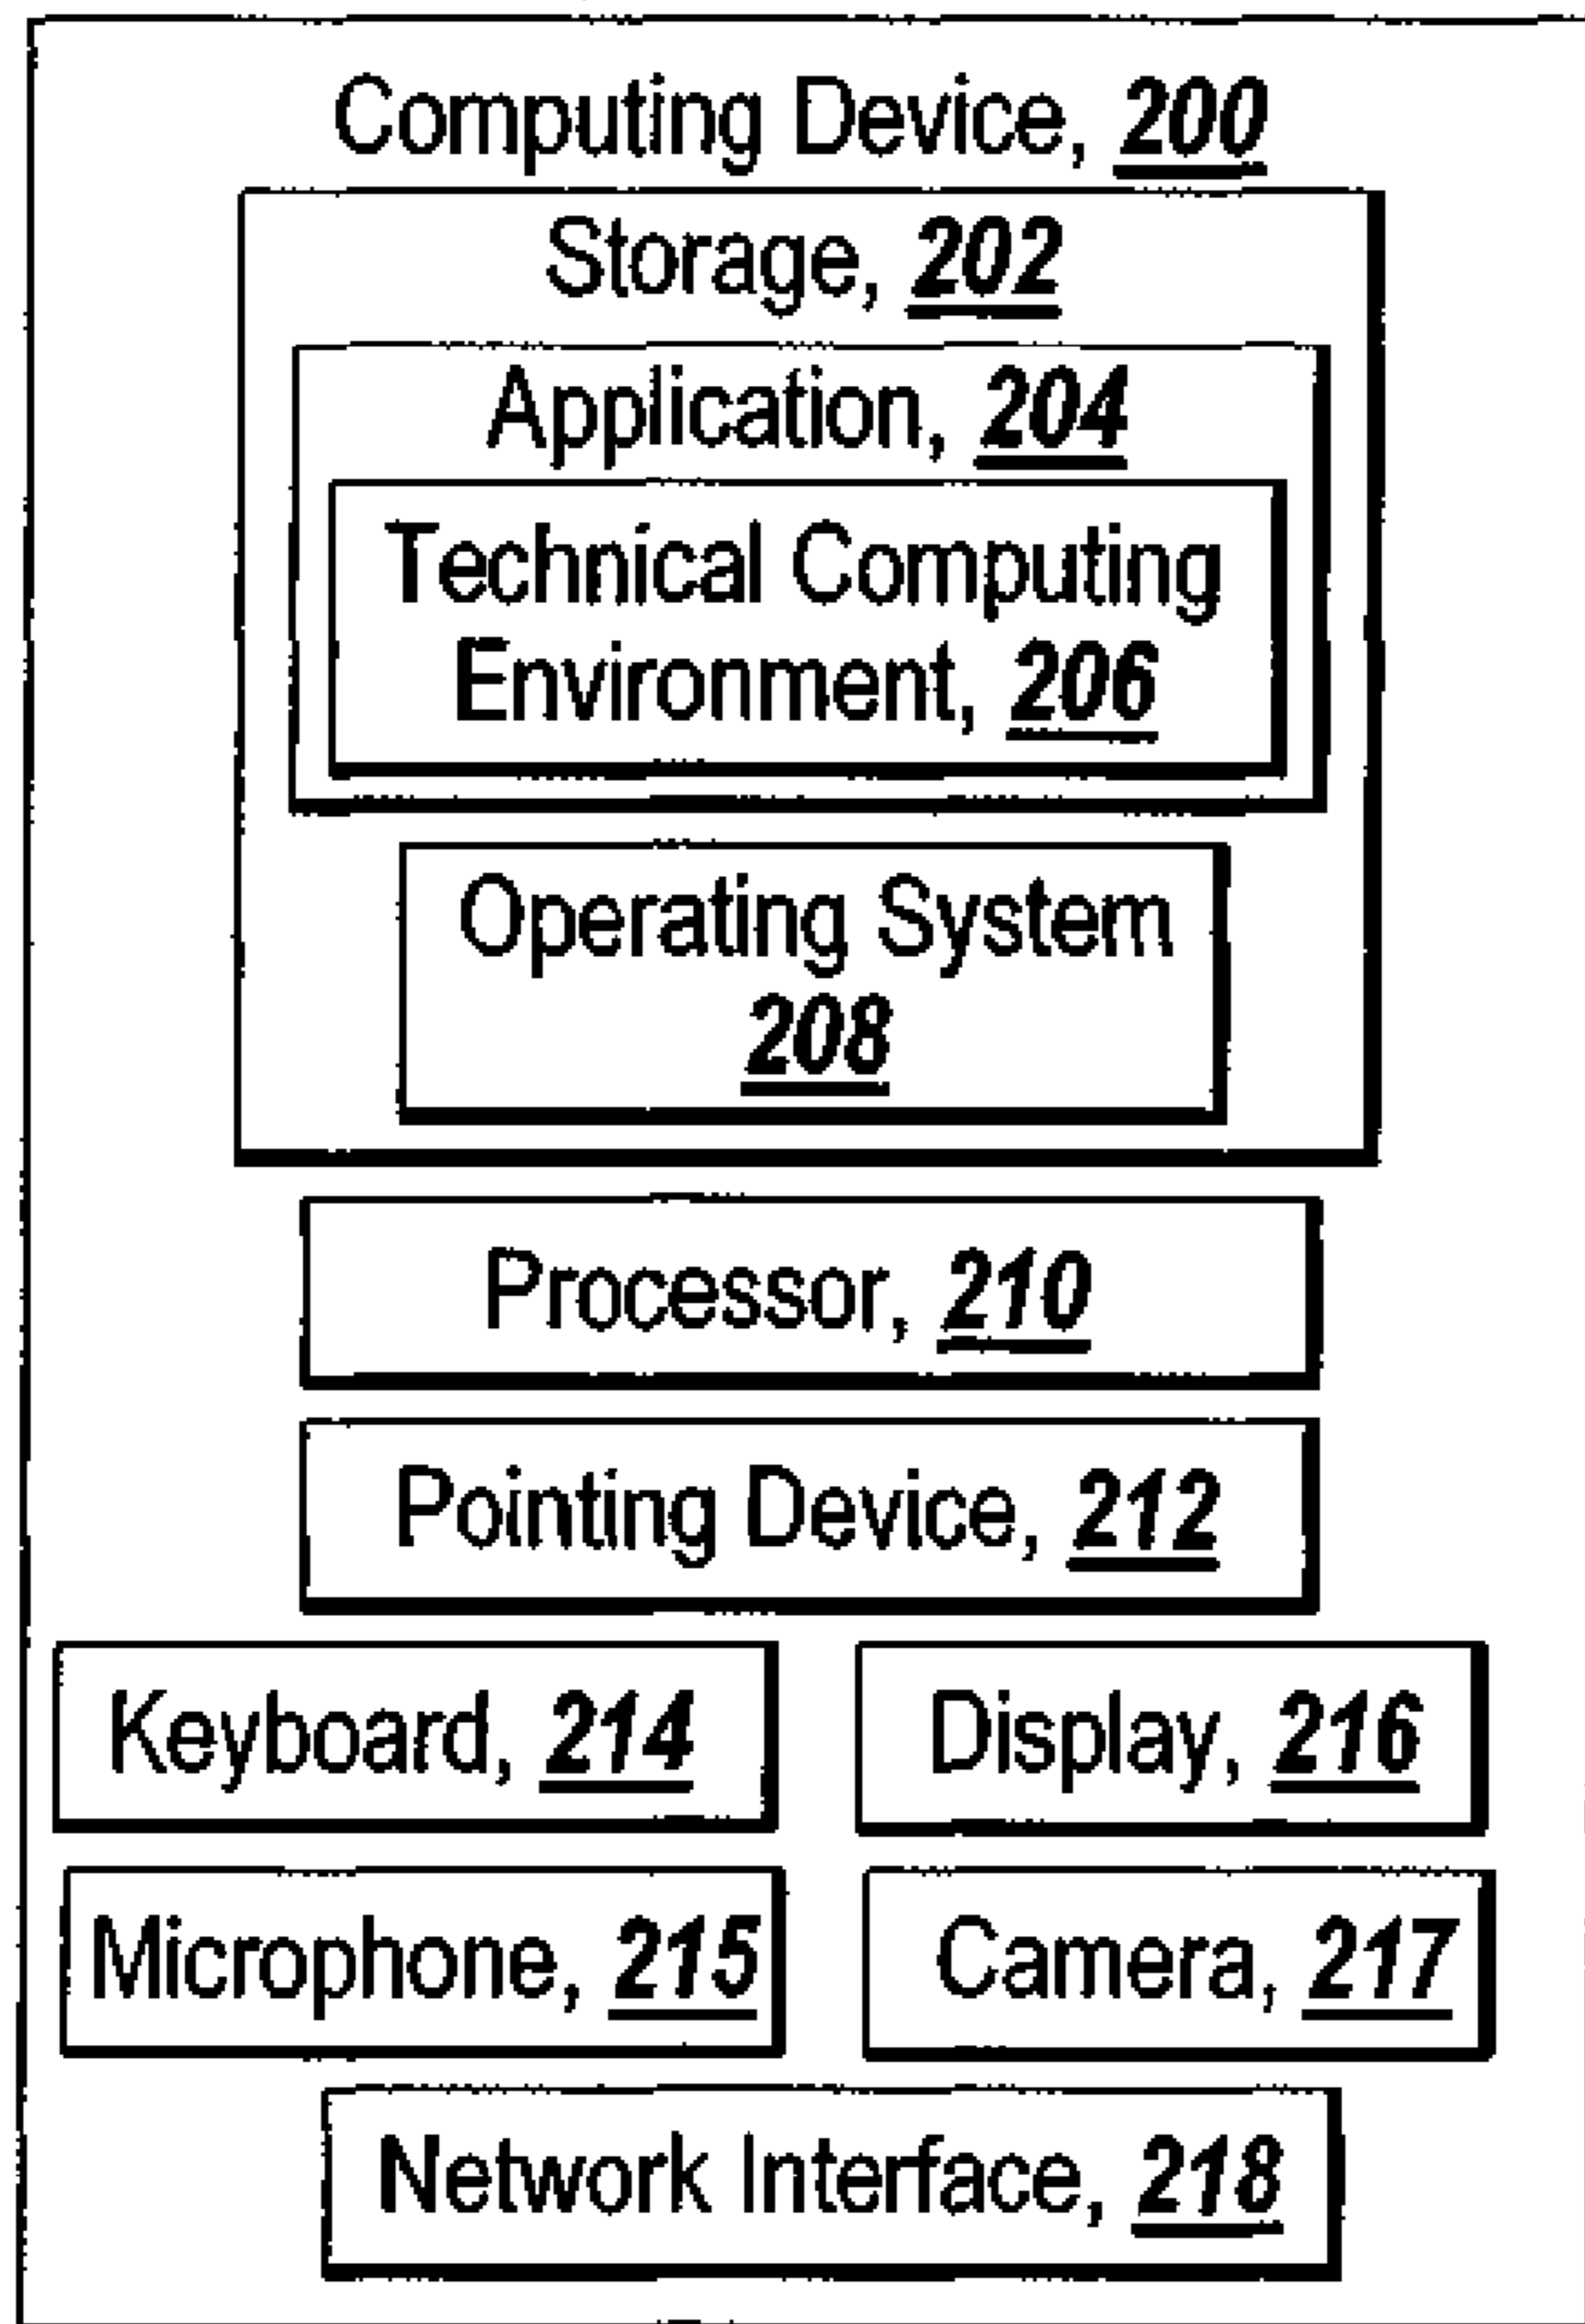 Computing Device, 200
Storage, 202
Application, 204
Technical Computing
Environment, 206
Operating System
208
Processor, 210
Pointing Device, 212
Keyboard, 214
Display, 216
Microphone, 215
Camera, 217
Network Interface, 218